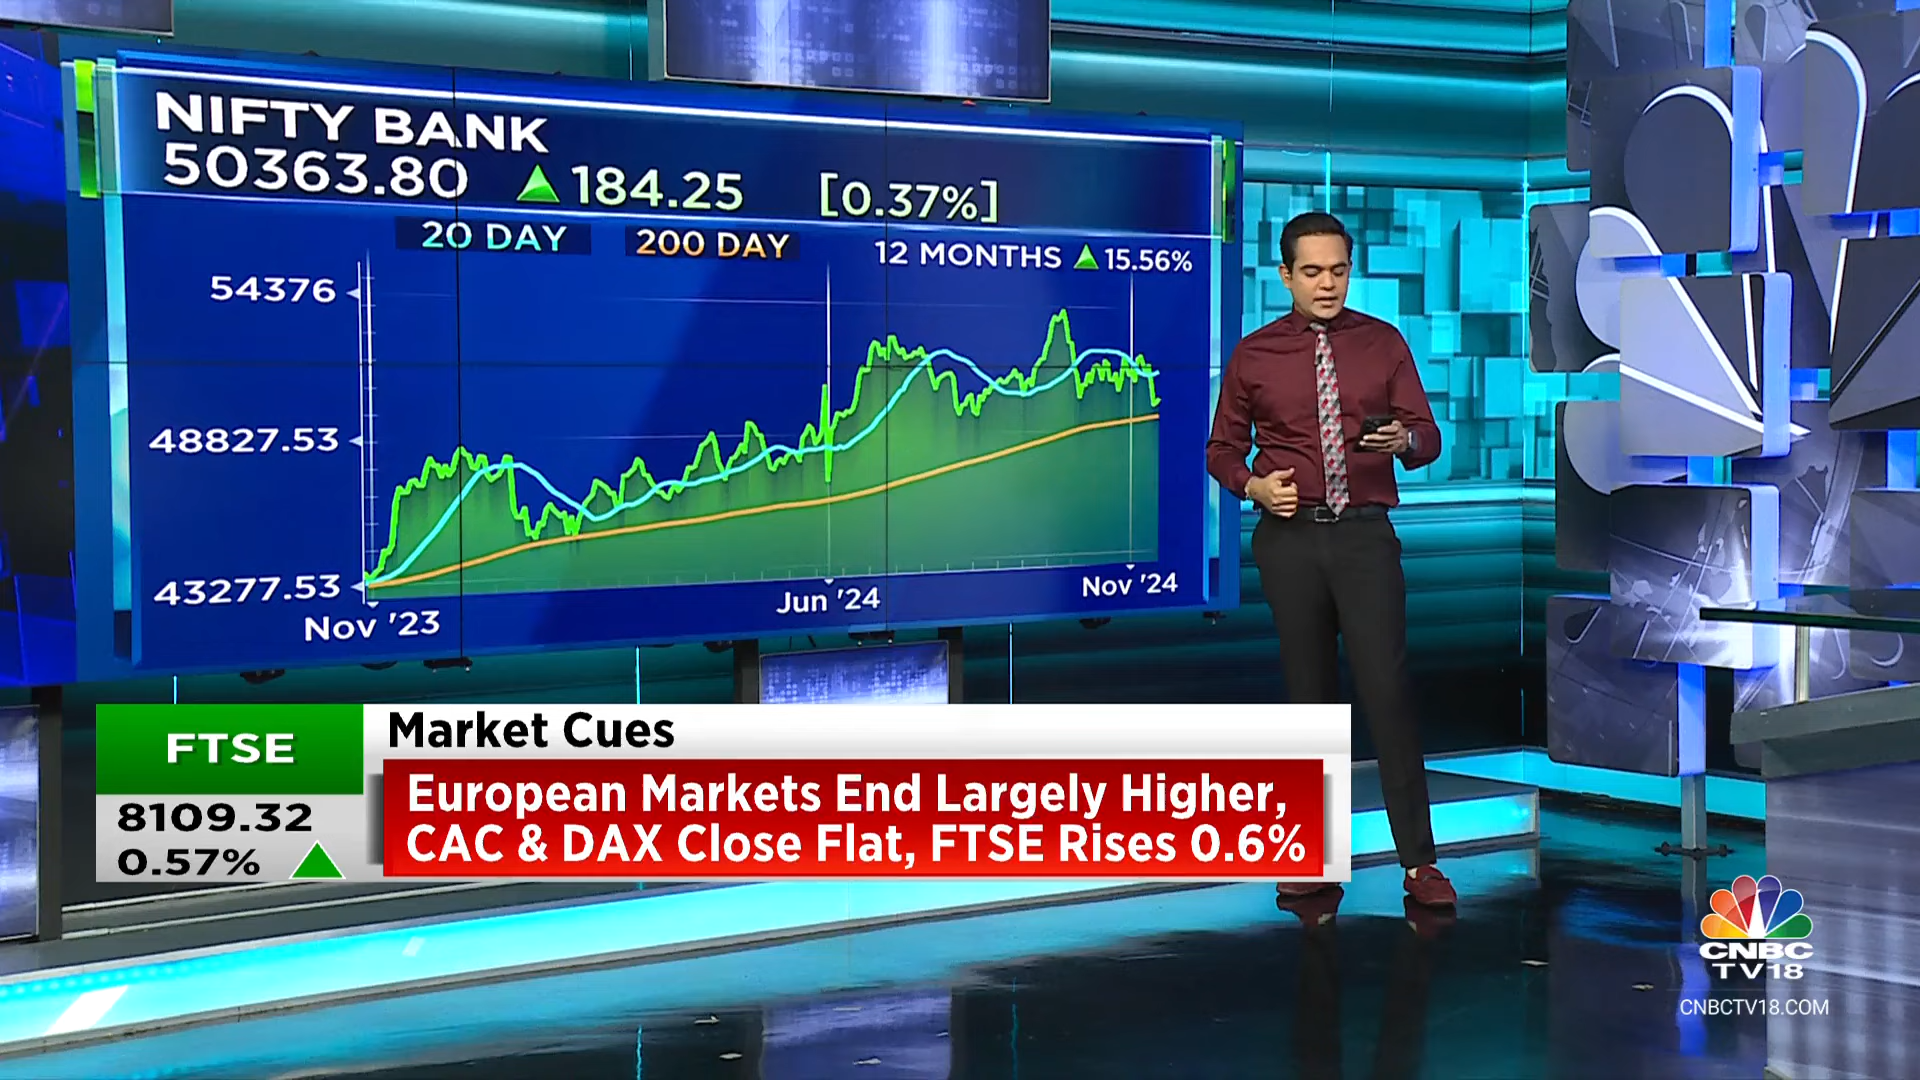 NIFTY BANK
50363.80 ▲ 184.25 [0.37%]
20 DAY 200 DAY 12 MONTHS ▲ 15.56%
54376
48827.53
43277.53
Nov '23 Jun '24 Nov '24
FTSE
8109.32
0.57% ▲
Market Cues
European Markets End Largely Higher,
CAC & DAX Close Flat, FTSE Rises 0.6%
CNBC
TV18
CNBCTV18.COM